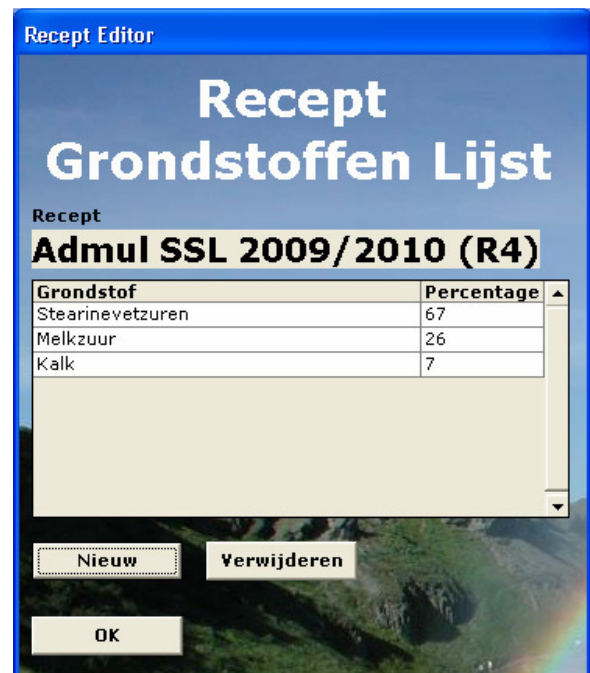 Recept Editor
Recept
Grondstoffen Lijst
Recept
Admul SSL 2009/2010 (R4)
Grondstof Percentage
Stearinevetzuren 67
Melkzuur 26
Kalk 7
Nieuw Verwijderen
OK